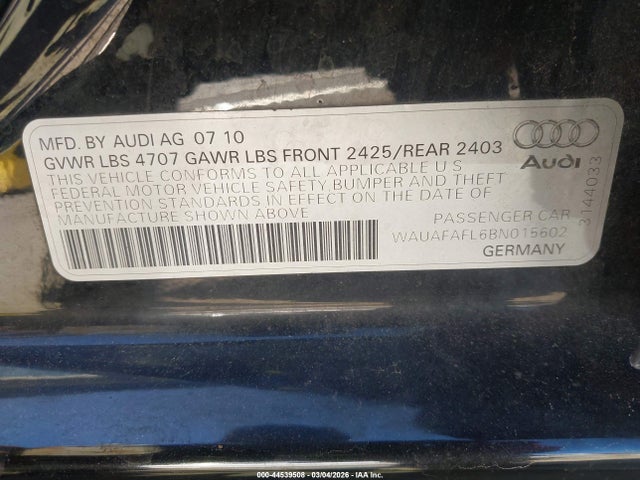 MFD. BY AUDI AG 07 10
GVWR LBS 4707 GAWR LBS FRONT 2425/REAR 2403
THIS VEHICLE CONFORMS TO ALL APPLICABLE U S
FEDERAL MOTOR VEHICLE SAFETY BUMPER AND THEFT
PREVENTION STANDARDS IN EFFECT ON THE DATE OF
MANUFACTURE SHOWN ABOVE
PASSENGER CAR
WAUAFAFL6BN015602
GERMANY
Audi
3144033
000-44539508 - 03/04/2026 - IAA Inc.